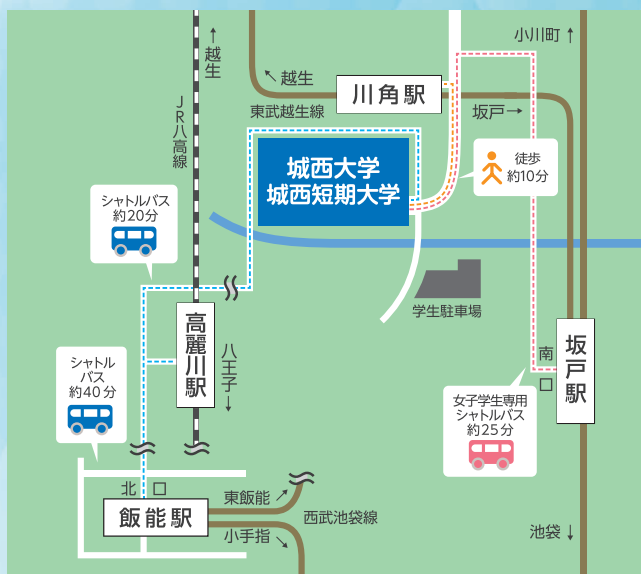 小川町↑
↑
越生
↖越生
川角駅
東武越生線
坂戸→
JR八高線
城西大学
城西短期大学
徒歩
約10分
シャトルバス
約20分
学生駐車場
高麗川駅
八王子↓
坂戸駅
南口
シャトル
バス
約40分
女子学生専用
シャトルバス
約25分
北口
飯能駅
東飯能↗
西武池袋線
小手指↘
池袋↓